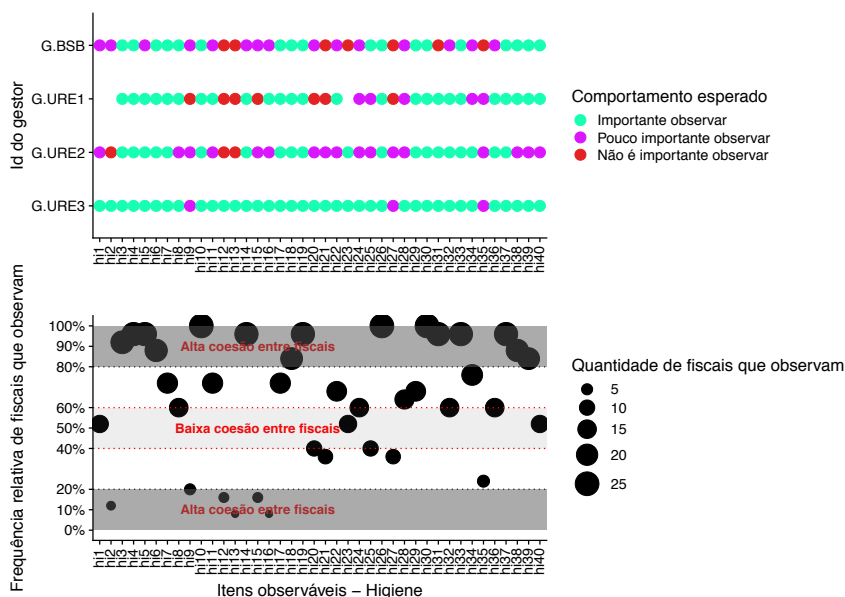 Id do gestor
G.BSB
G.URE1
G.URE2
G.URE3
hi1 hi2 hi3 hi4 hi5 hi6 hi7 hi8 hi9 hi10 hi11 hi12 hi13 hi14 hi15 hi16 hi17 hi18 hi19 hi20 hi21 hi22 hi23 hi24 hi25 hi26 hi27 hi28 hi29 hi30 hi31 hi32 hi33 hi34 hi35 hi36 hi37 hi38 hi39 hi40
Comportamento esperado
Importante observar
Pouco importante observar
Não é importante observar
Frequência relativa de fiscais que observam
100%
90%
80%
60%
50%
40%
20%
10%
0%
Alta coesão entre fiscais
Baixa coesão entre fiscais
Alta coesão entre fiscais
hi1 hi2 hi3 hi4 hi5 hi6 hi7 hi8 hi9 hi10 hi11 hi12 hi13 hi14 hi15 hi16 hi17 hi18 hi19 hi20 hi21 hi22 hi23 hi24 hi25 hi26 hi27 hi28 hi29 hi30 hi31 hi32 hi33 hi34 hi35 hi36 hi37 hi38 hi39 hi40
Itens observáveis − Higiene
Quantidade de fiscais que observam
5
10
15
20
25